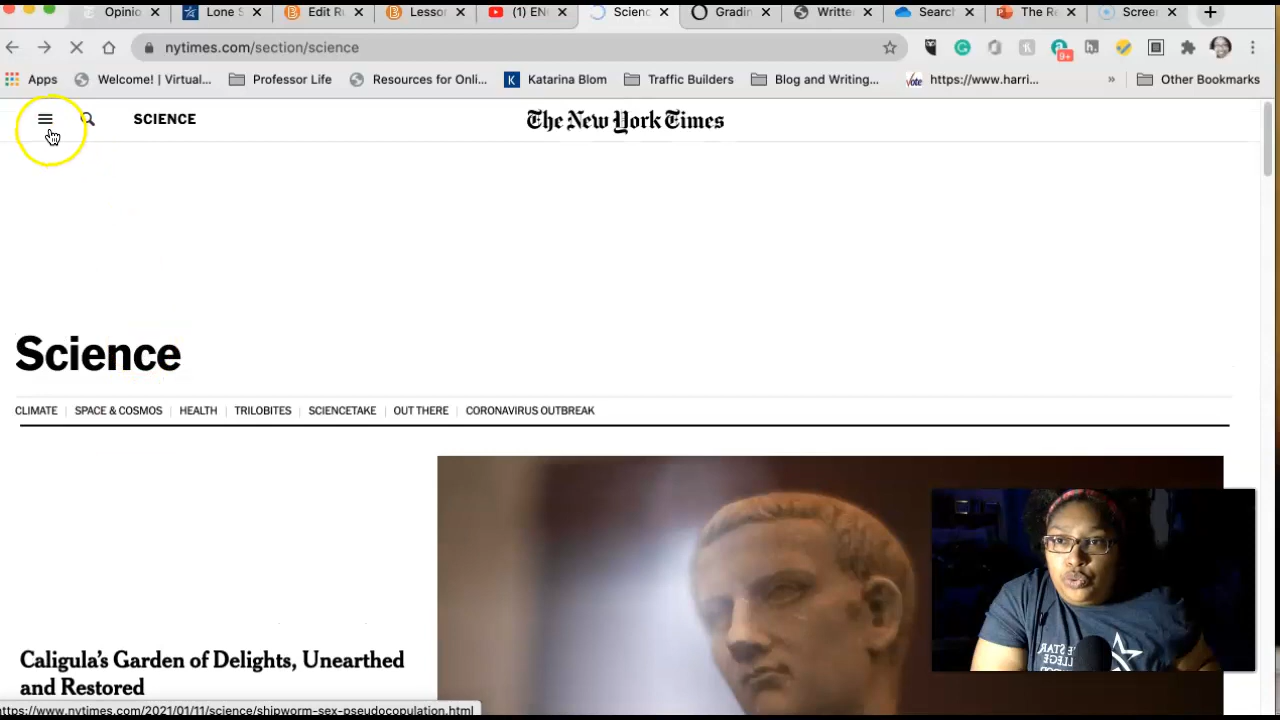 Opinio
Lone S
Edit R
Lesso
(1) EN
Scienc
Gradin
Writte
Search
The Re
Scree
nytimes.com/section/science
9+
Apps
Welcome! | Virtual...
Professor Life
Resources for Onli...
K
Katarina Blom
Traffic Builders
Blog and Writing...
vote
https://www.harri...
»
Other Bookmarks
SCIENCE
The New York Times
Science
CLIMATE | SPACE & COSMOS | HEALTH | TRILOBITES | SCIENCETAKE | OUT THERE | CORONAVIRUS OUTBREAK
Caligula's Garden of Delights, Unearthed
and Restored
https://www.nytimes.com/2021/01/11/science/shipworm-sex-pseudocopulation.html